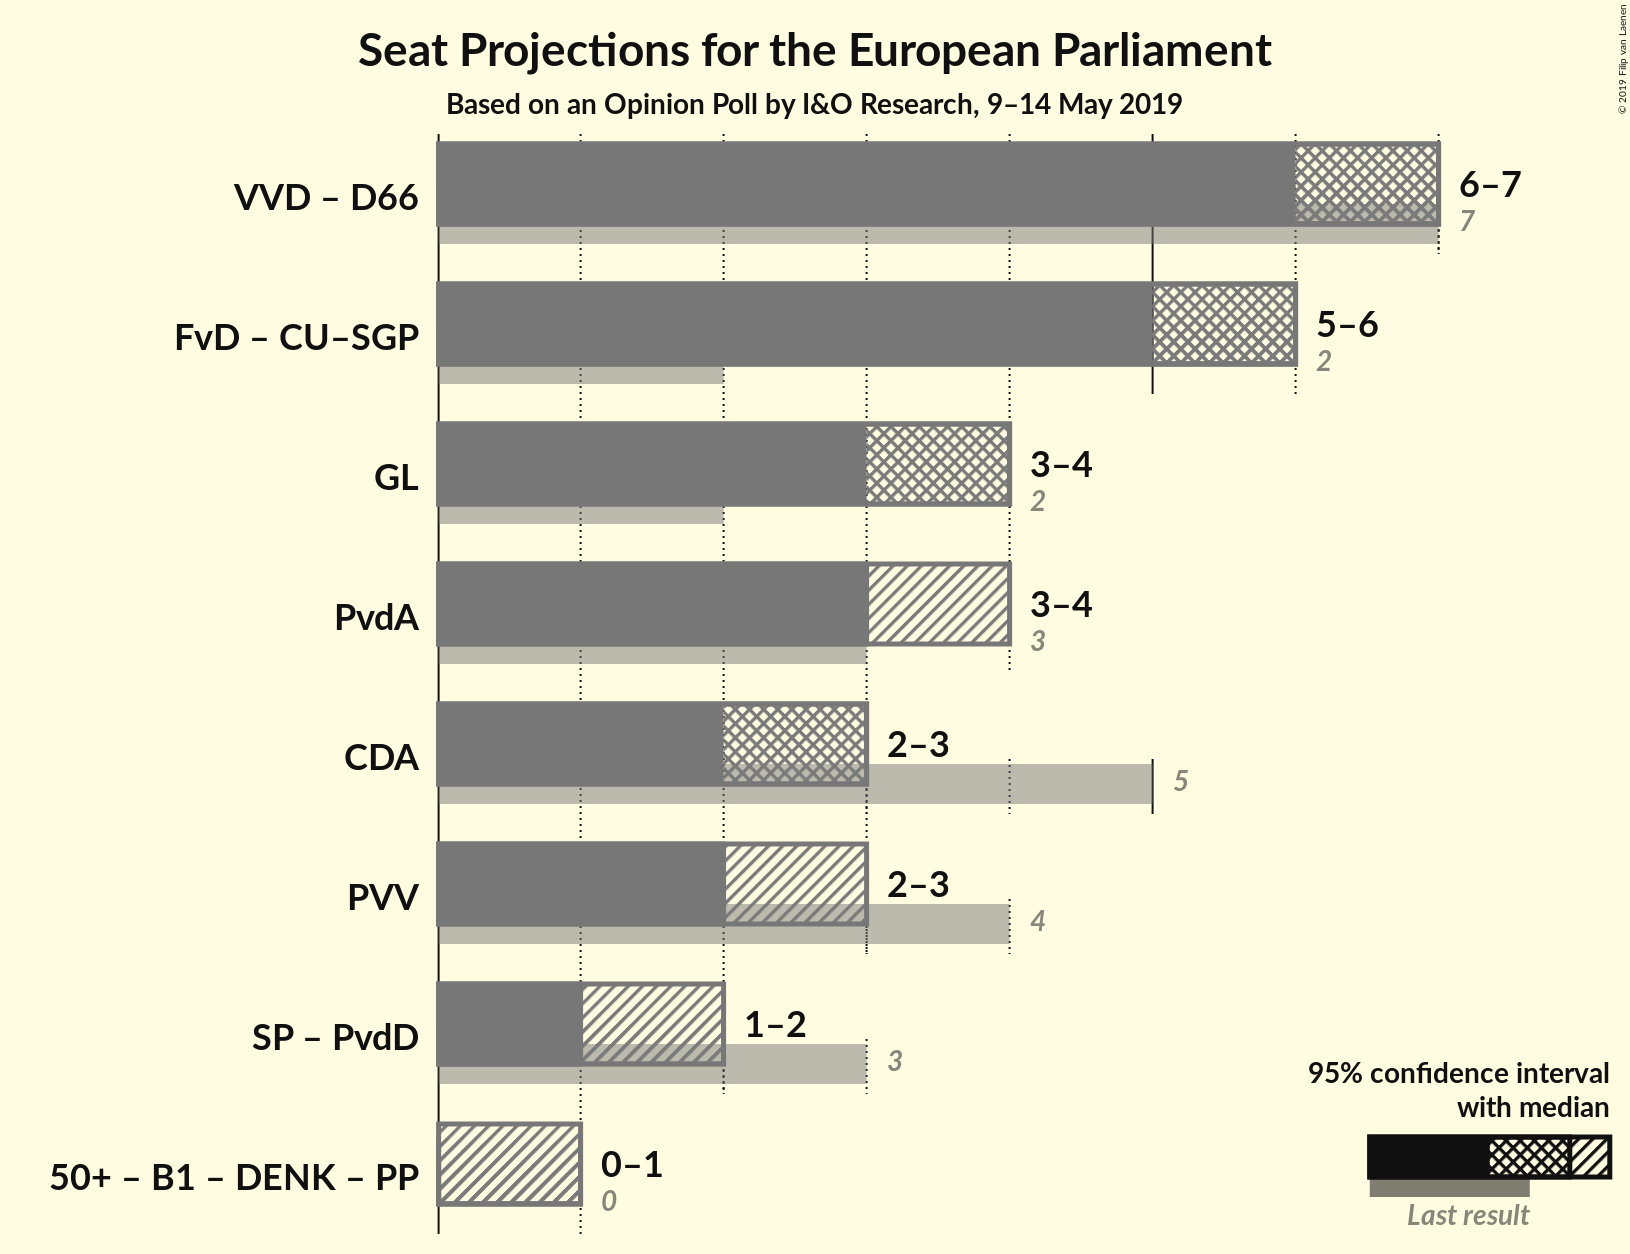 Seat Projections for the European Parliament
Based on an Opinion Poll by I&O Research, 9–14 May 2019
© 2019 Filip van Laenen
VVD – D66
6–7
7
FvD – CU–SGP
5–6
2
GL
3–4
2
PvdA
3–4
3
CDA
2–3
5
PVV
2–3
4
SP – PvdD
1–2
3
50+ – B1 – DENK – PP
0–1
0
95% confidence interval
with median
Last result